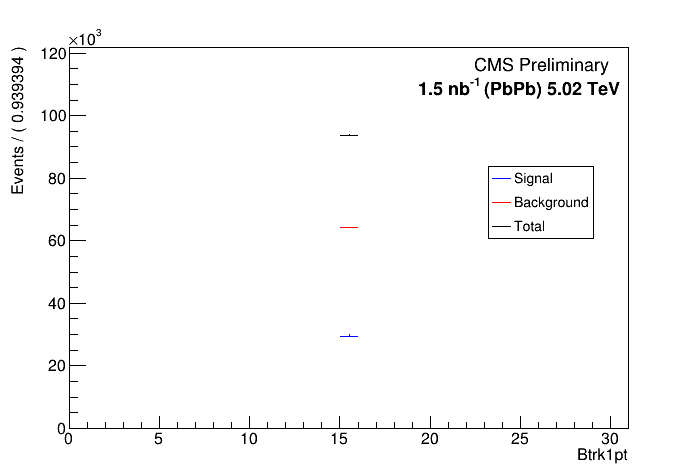 ×10³
120
100
80
60
40
20
0
Events / ( 0.939394 )
CMS Preliminary
1.5 nb⁻¹ (PbPb) 5.02 TeV
Signal
Background
Total
0 5 10 15 20 25 30
Btrk1pt